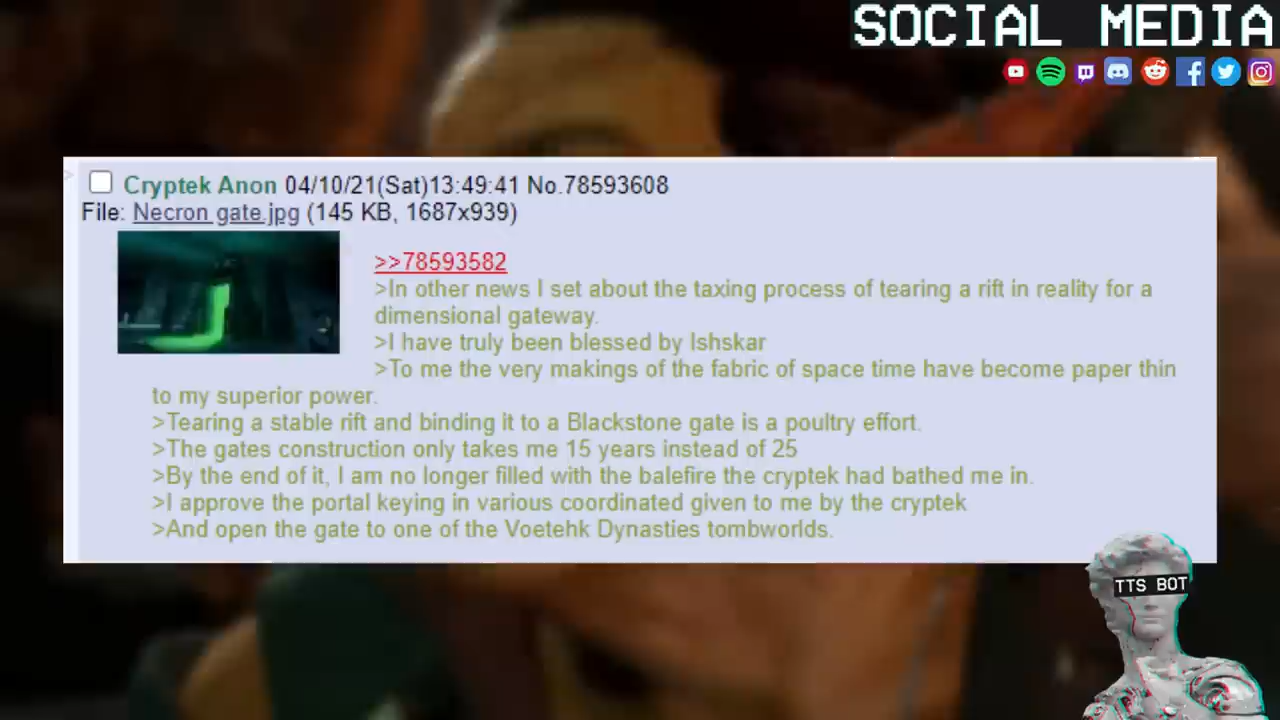 SOCIAL MEDIA
Cryptek Anon 04/10/21(Sat)13:49:41 No.78593608
File: Necron gate.jpg (145 KB, 1687x939)
>>78593582
>In other news I set about the taxing process of tearing a rift in reality for a
dimensional gateway.
>I have truly been blessed by Ishskar
>To me the very makings of the fabric of space time have become paper thin
to my superior power.
>Tearing a stable rift and binding it to a Blackstone gate is a poultry effort.
>The gates construction only takes me 15 years instead of 25
>By the end of it, I am no longer filled with the balefire the cryptek had bathed me in.
>I approve the portal keying in various coordinated given to me by the cryptek
>And open the gate to one of the Voetehk Dynasties tombworlds.
TTS BOT